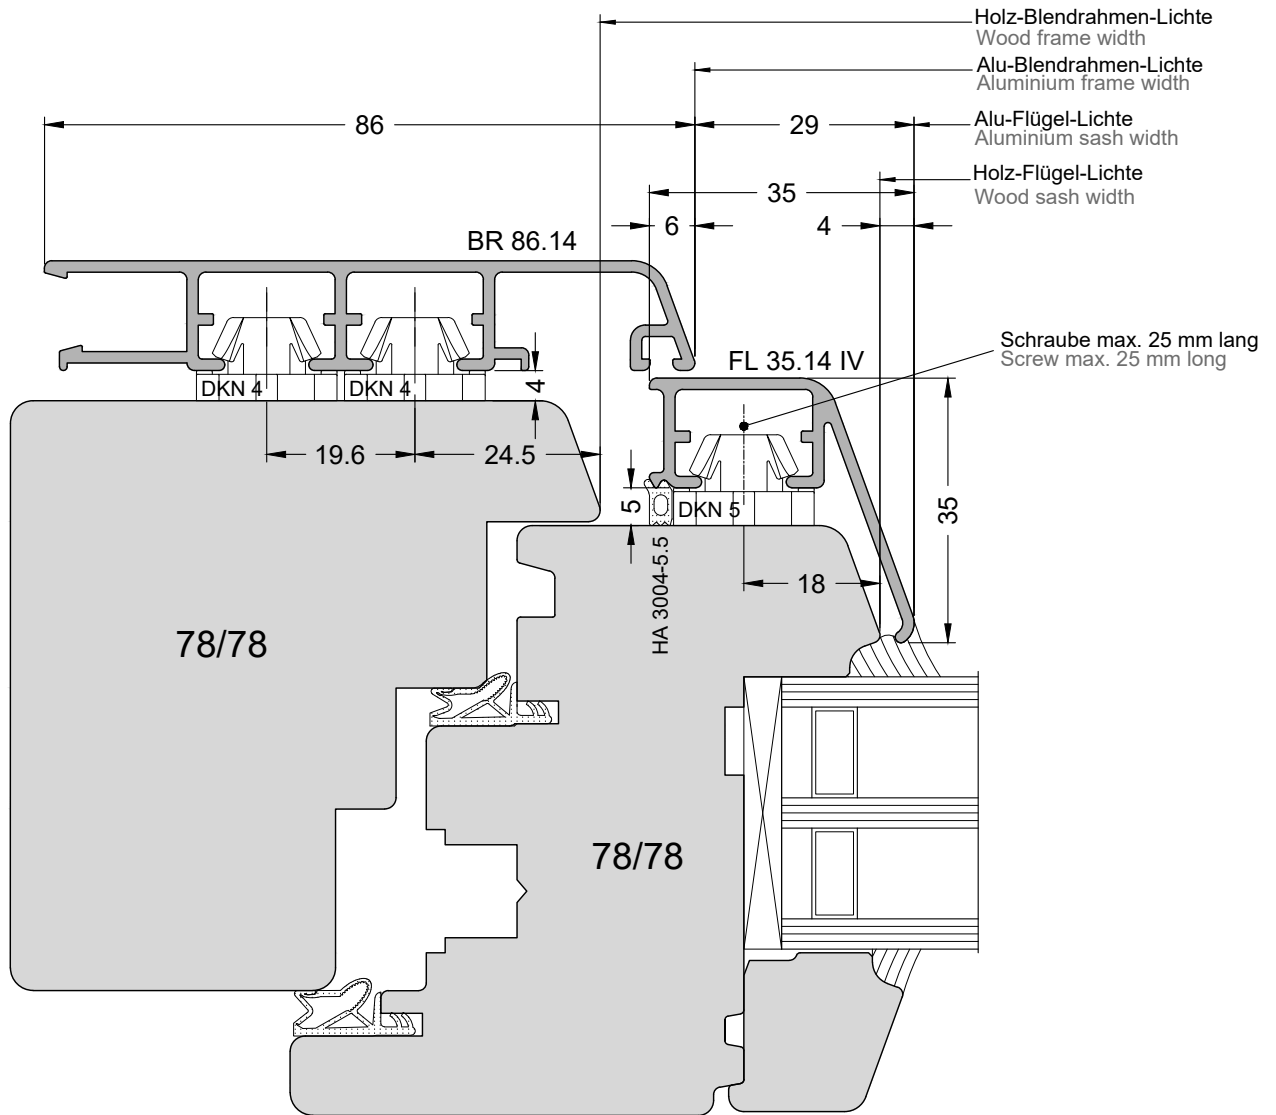 Holz-Blendrahmen-Lichte
Wood frame width
Alu-Blendrahmen-Lichte
Aluminium frame width
86
29
Alu-Flügel-Lichte
Aluminium sash width
Holz-Flügel-Lichte
Wood sash width
35
6
4
BR 86.14
Schraube max. 25 mm lang
Screw max. 25 mm long
FL 35.14 IV
DKN 4
DKN 4
4
19.6
24.5
5
DKN 5
35
HA 3004-5.5
18
78/78
78/78